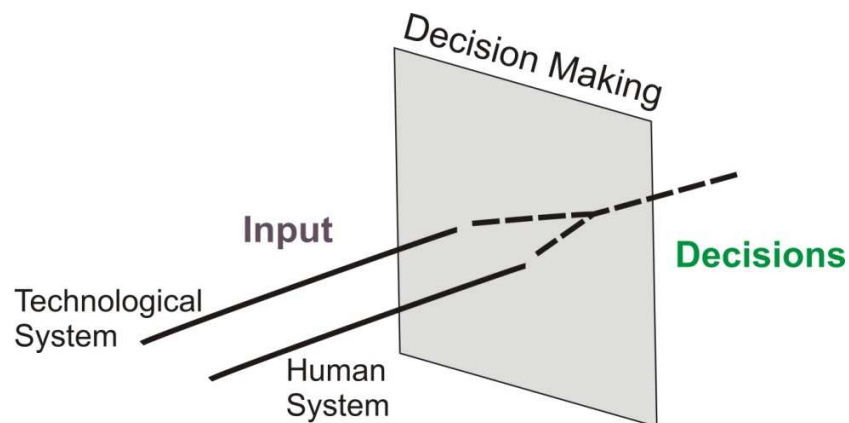 Decision Making
Input
Decisions
Technological
System
Human
System